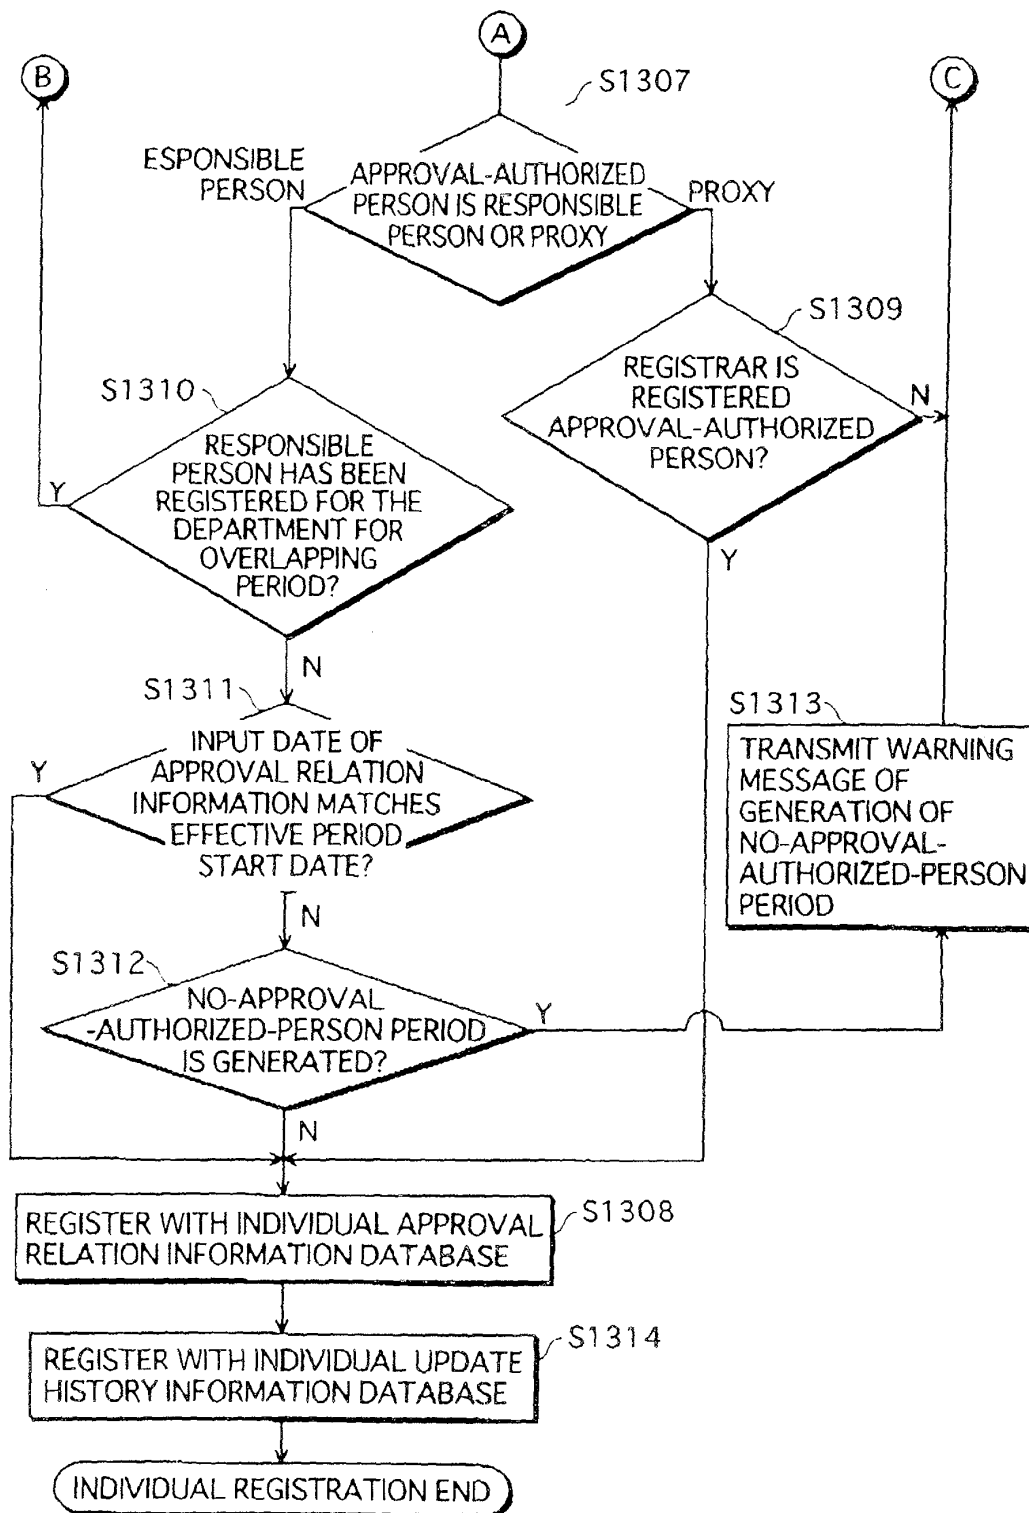 A
B
C
S1307
ESPONSIBLE
PERSON
APPROVAL-AUTHORIZED
PERSON IS RESPONSIBLE
PERSON OR PROXY
PROXY
S1309
REGISTRAR IS
REGISTERED
APPROVAL-AUTHORIZED
PERSON?
N
Y
S1310
RESPONSIBLE
PERSON HAS BEEN
REGISTERED FOR THE
DEPARTMENT FOR
OVERLAPPING
PERIOD?
Y
N
S1311
INPUT DATE OF
APPROVAL RELATION
INFORMATION MATCHES
EFFECTIVE PERIOD
START DATE?
Y
N
S1313
TRANSMIT WARNING
MESSAGE OF
GENERATION OF
NO-APPROVAL-
AUTHORIZED-PERSON
PERIOD
S1312
NO-APPROVAL
-AUTHORIZED-PERSON PERIOD
IS GENERATED?
Y
N
S1308
REGISTER WITH INDIVIDUAL APPROVAL
RELATION INFORMATION DATABASE
S1314
REGISTER WITH INDIVIDUAL UPDATE
HISTORY INFORMATION DATABASE
INDIVIDUAL REGISTRATION END